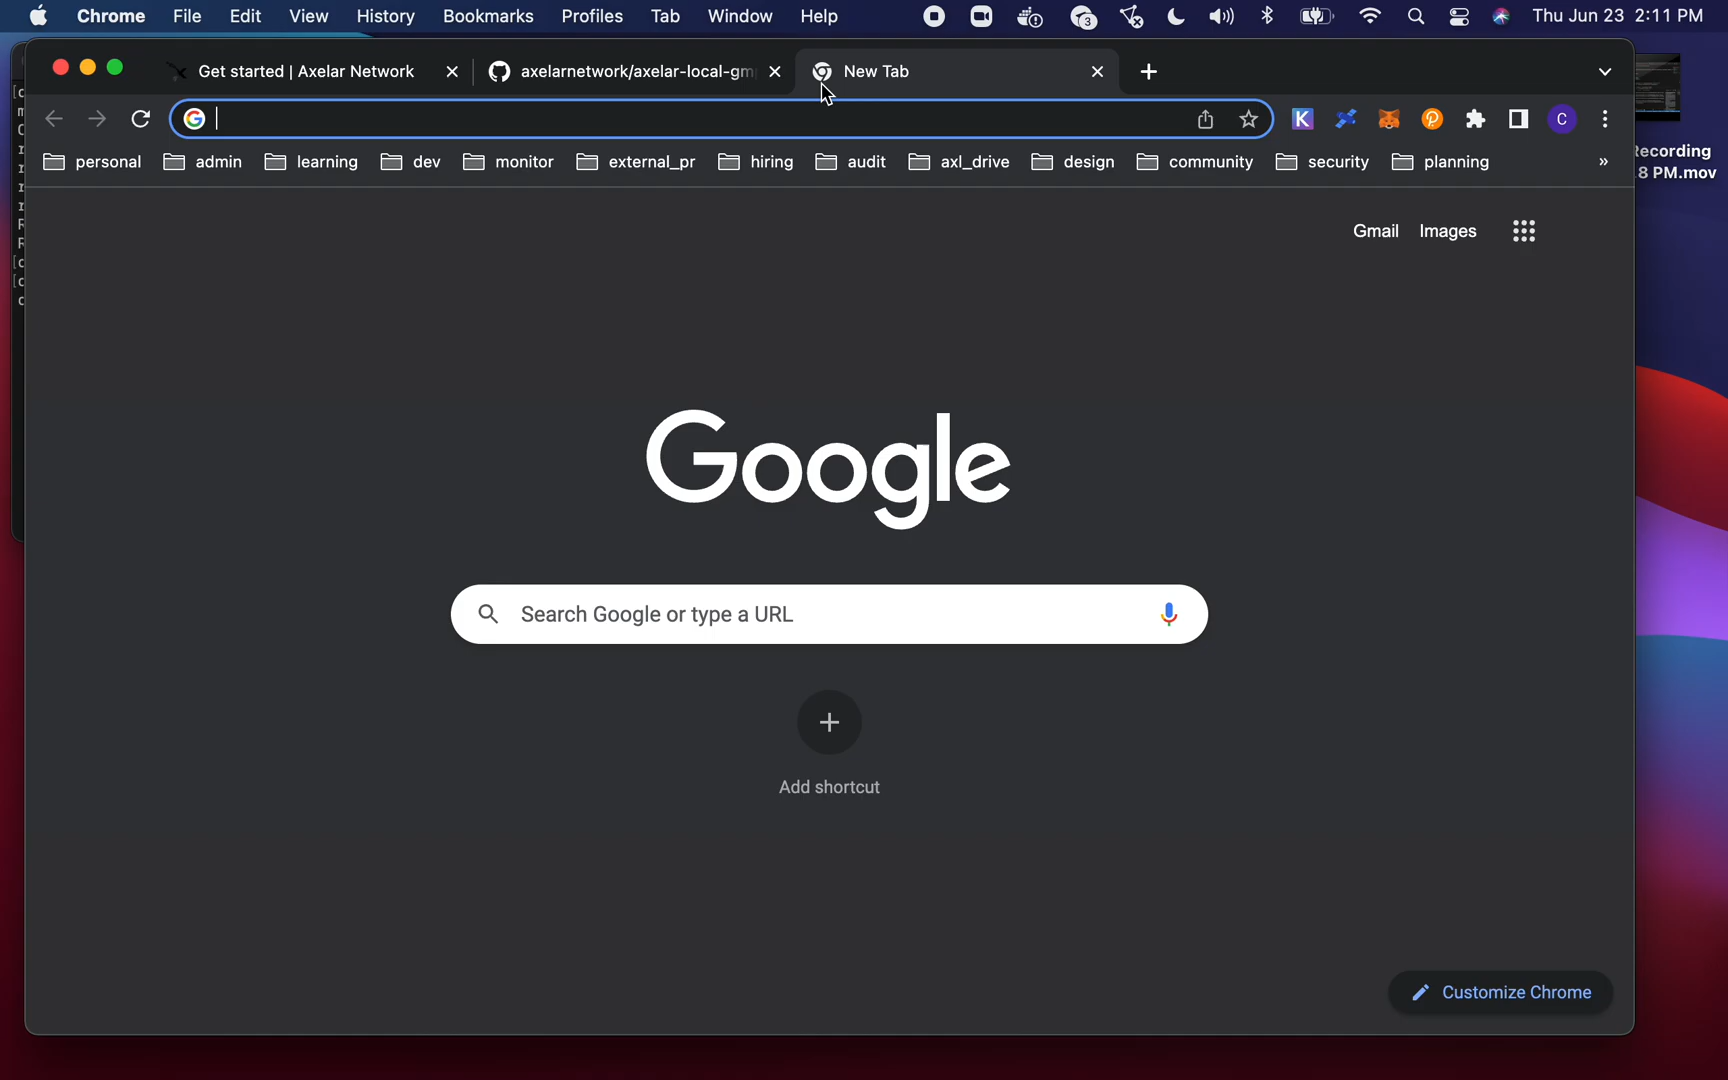 Chrome File Edit View History Bookmarks Profiles Tab Window Help 3 Thu Jun 23 2:11 PM
Get started | Axelar Network axelarnetwork/axelar-local-gm New Tab
K C
personal admin learning dev monitor external_pr hiring audit axl_drive design community security planning »
Recording
8 PM.mov
Gmail Images
Google
Search Google or type a URL
Add shortcut
Customize Chrome